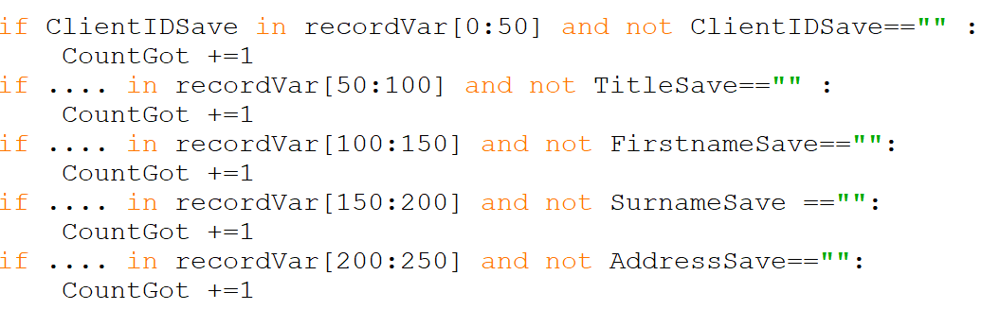 if ClientIDSave in recordVar[0:50] and not ClientIDSave=="" :
    CountGot +=1
if .... in recordVar[50:100] and not TitleSave=="" :
    CountGot +=1
if .... in recordVar[100:150] and not FirstnameSave=="":
    CountGot +=1
if .... in recordVar[150:200] and not SurnameSave =="":
    CountGot +=1
if .... in recordVar[200:250] and not AddressSave=="":
    CountGot +=1